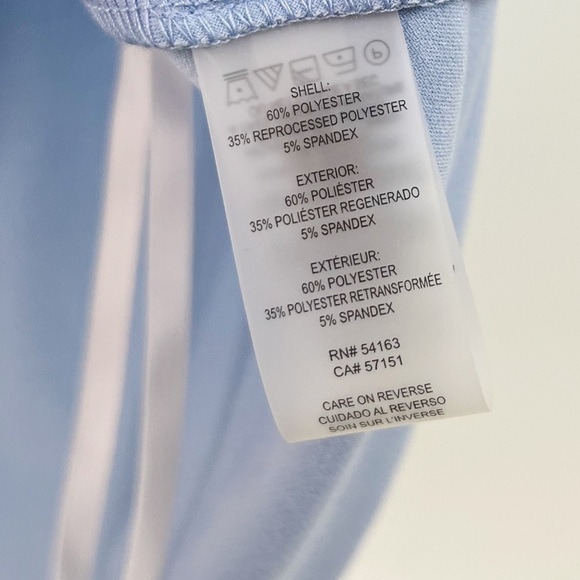 SHELL:
60% POLYESTER
35% REPROCESSED POLYESTER
5% SPANDEX
EXTERIOR:
60% POLIÉSTER
35% POLIÉSTER REGENERADO
5% SPANDEX
EXTÉRIEUR:
60% POLYESTER
35% POLYESTER RETRANSFORMÉE
5% SPANDEX
RN# 54163
CA# 57151
CARE ON REVERSE
CUIDADO AL REVERSO
SOIN SUR L'INVERSE